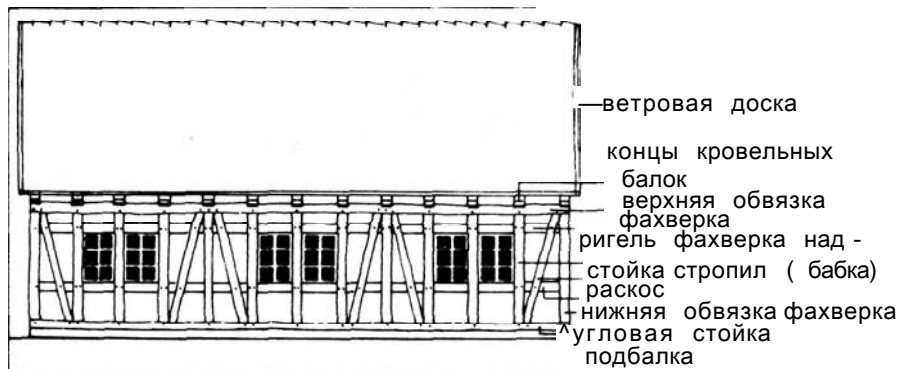 ветровая доска
концы кровельных
балок
верхняя обвязка
фахверка
ригель фахверка над -
стойка стропил ( бабка)
раскос
нижняя обвязка фахверка
^угловая стойка
подбалка